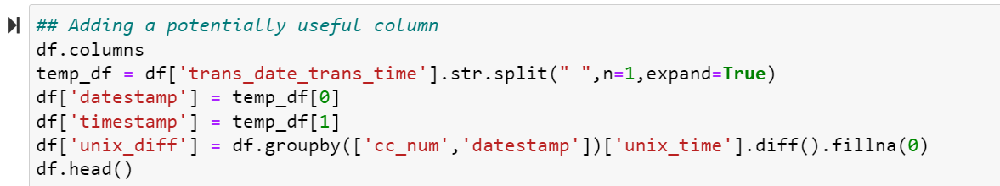 ## Adding a potentially useful column
df.columns
temp_df = df['trans_date_trans_time'].str.split(" ",n=1,expand=True)
df['datestamp'] = temp_df[0]
df['timestamp'] = temp_df[1]
df['unix_diff'] = df.groupby(['cc_num','datestamp'])['unix_time'].diff().fillna(0)
df.head()